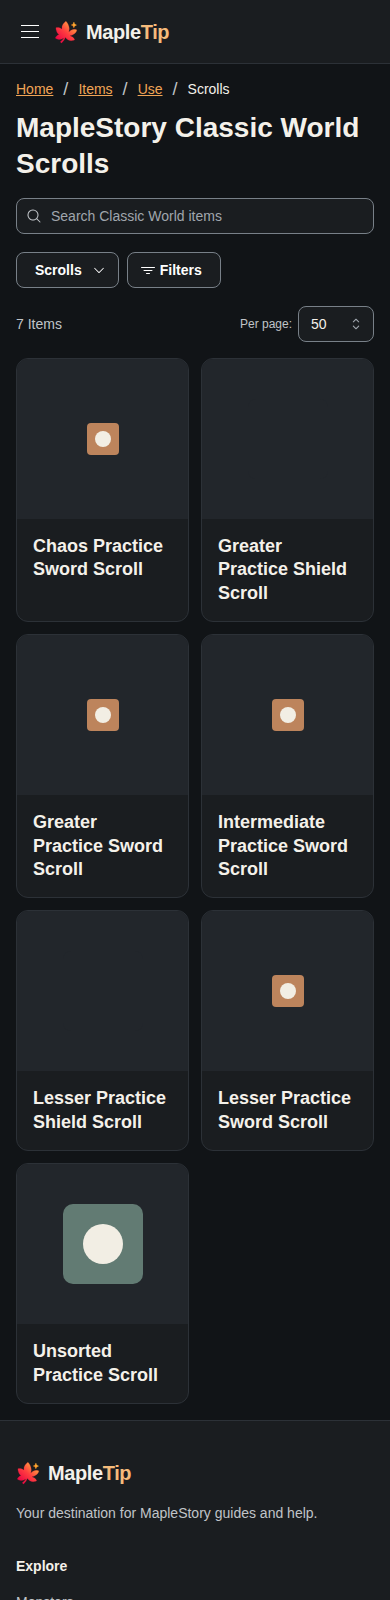 MapleTip
Home / Items / Use / Scrolls
MapleStory Classic World
Scrolls
Search Classic World items
Scrolls
Filters
7 Items
Per page: 50
Chaos Practice
Sword Scroll
Greater
Practice Shield
Scroll
Greater
Practice Sword
Scroll
Intermediate
Practice Sword
Scroll
Lesser Practice
Shield Scroll
Lesser Practice
Sword Scroll
Unsorted
Practice Scroll
MapleTip
Your destination for MapleStory guides and help.
Explore